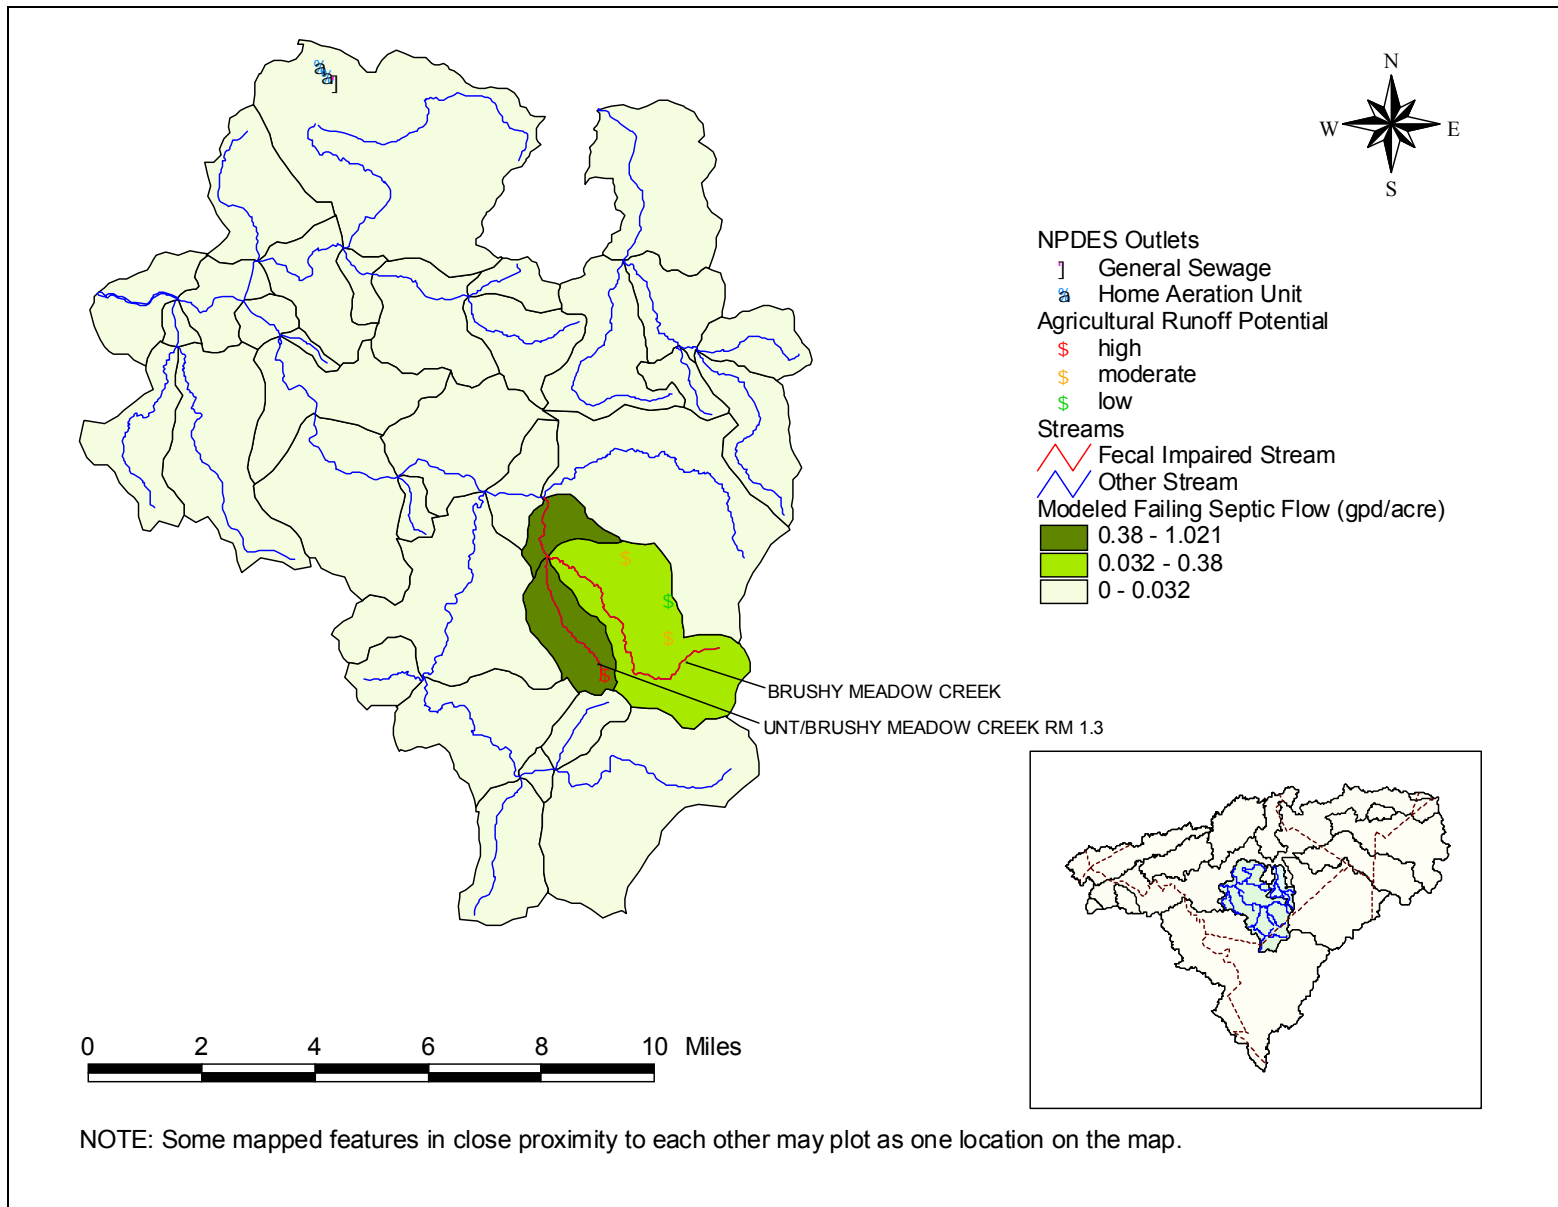 N
W E
S
NPDES Outlets
] General Sewage
Home Aeration Unit
Agricultural Runoff Potential
$ high
$ moderate
$ low
Streams
Fecal Impaired Stream
Other Stream
Modeled Failing Septic Flow (gpd/acre)
0.38 - 1.021
0.032 - 0.38
0 - 0.032
BRUSHY MEADOW CREEK
UNT/BRUSHY MEADOW CREEK RM 1.3
0 2 4 6 8 10 Miles
NOTE: Some mapped features in close proximity to each other may plot as one location on the map.